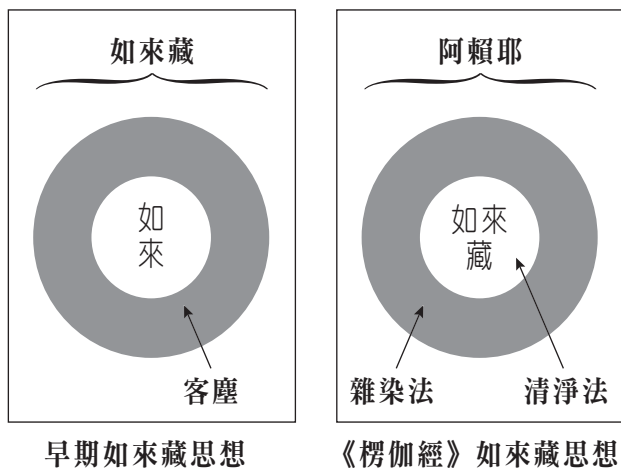 如來藏
如
來
客塵
早期如來藏思想
阿賴耶
如來
藏
雜染法
清淨法
《楞伽經》如來藏思想